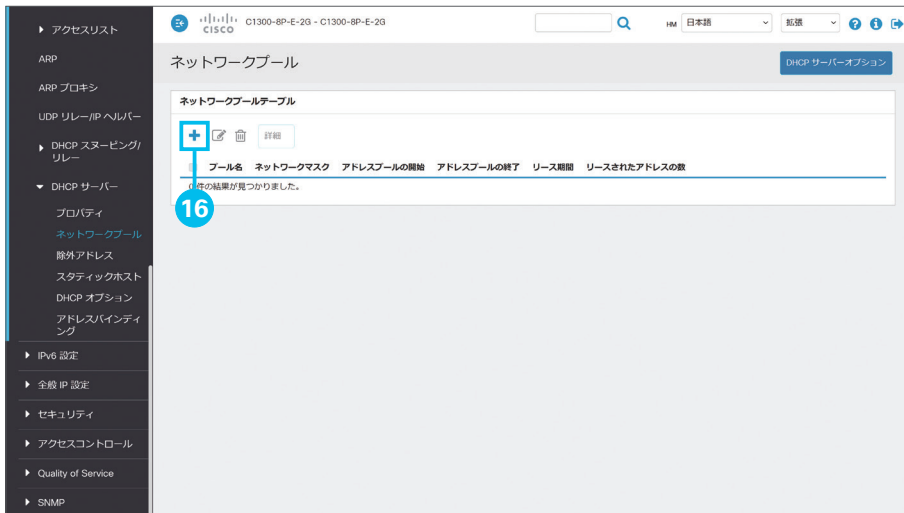 アクセスリスト
ARP
ARP プロキシ
UDP リレー/IP ヘルパー
DHCP スヌーピング/
リレー
DHCP サーバー
プロパティ
ネットワークプール
除外アドレス
スタティックホスト
DHCP オプション
アドレスバインディ
ング
IPv6 設定
全般 IP 設定
セキュリティ
アクセスコントロール
Quality of Service
SNMP
CISCO C1300-8P-E-2G - C1300-8P-E-2G HM 日本語 拡張
ネットワークプール DHCP サーバーオプション
ネットワークプールテーブル
詳細
プール名 ネットワークマスク アドレスプールの開始 アドレスプールの終了 リース期間 リースされたアドレスの数
件の結果が見つかりました。
16